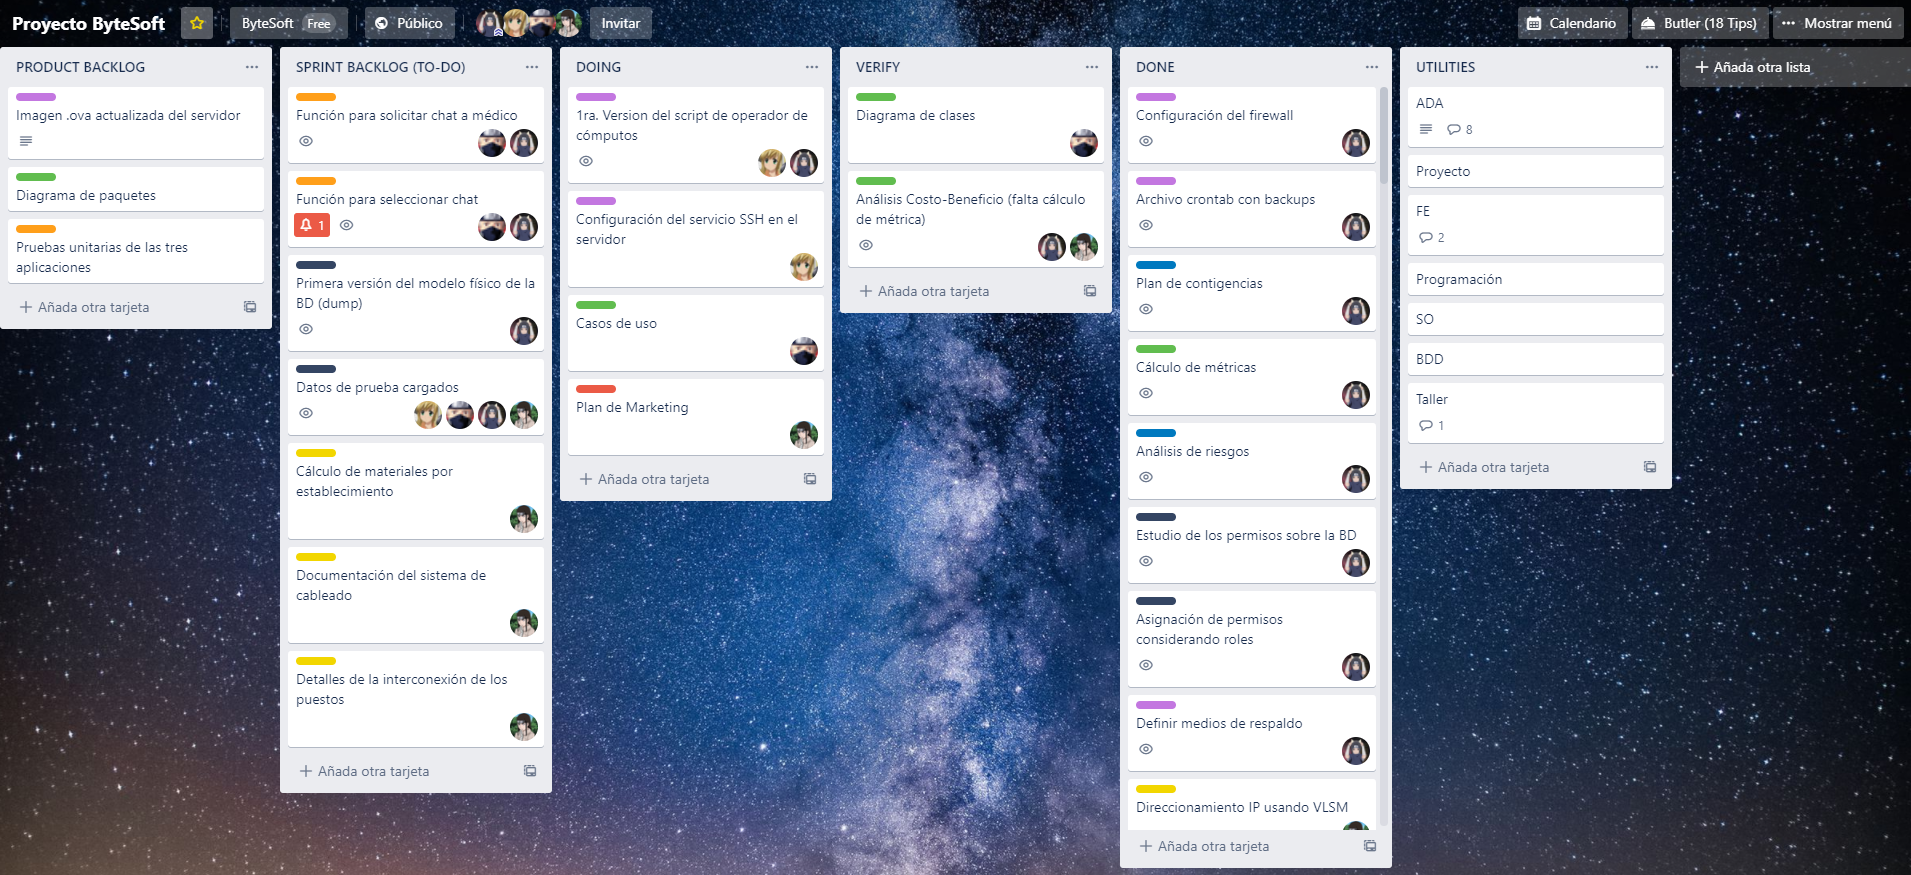 Proyecto ByteSoft
ByteSoft Free
Público
Invitar
Calendario
Butler (18 Tips)
Mostrar menú
PRODUCT BACKLOG
Imagen .ova actualizada del servidor
Diagrama de paquetes
Pruebas unitarias de las tres
aplicaciones
Añada otra tarjeta
SPRINT BACKLOG (TO-DO)
Función para solicitar chat a médico
Función para seleccionar chat
1
Primera versión del modelo físico de la
BD (dump)
Datos de prueba cargados
Cálculo de materiales por
establecimiento
Documentación del sistema de
cableado
Detalles de la interconexión de los
puestos
Añada otra tarjeta
DOING
1ra. Version del script de operador de
cómputos
Configuración del servicio SSH en el
servidor
Casos de uso
Plan de Marketing
Añada otra tarjeta
VERIFY
Diagrama de clases
Análisis Costo-Beneficio (falta cálculo
de métrica)
Añada otra tarjeta
DONE
Configuración del firewall
Archivo crontab con backups
Plan de contigencias
Cálculo de métricas
Análisis de riesgos
Estudio de los permisos sobre la BD
Asignación de permisos
considerando roles
Definir medios de respaldo
Direccionamiento IP usando VLSM
Añada otra tarjeta
UTILITIES
ADA
8
Proyecto
FE
2
Programación
SO
BDD
Taller
1
Añada otra tarjeta
Añada otra lista